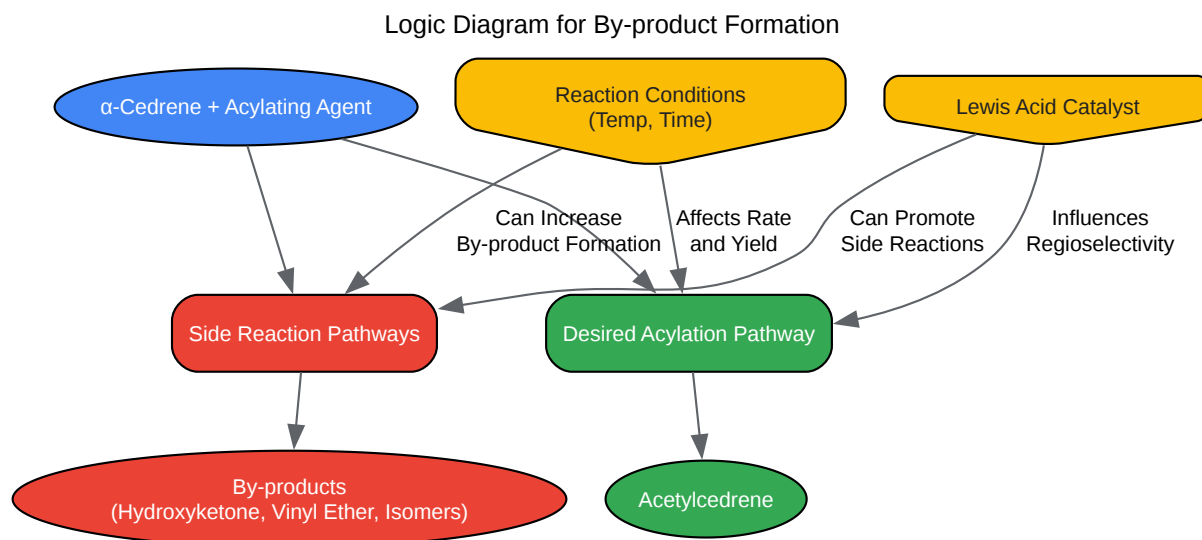 Logic Diagram for By-product Formation
α-Cedrene + Acylating Agent
Reaction Conditions
(Temp, Time)
Lewis Acid Catalyst
Can Increase
By-product Formation
Affects Rate
and Yield
Can Promote
Side Reactions
Influences
Regioselectivity
Side Reaction Pathways
Desired Acylation Pathway
By-products
(Hydroxyketone, Vinyl Ether, Isomers)
Acetylcedrene